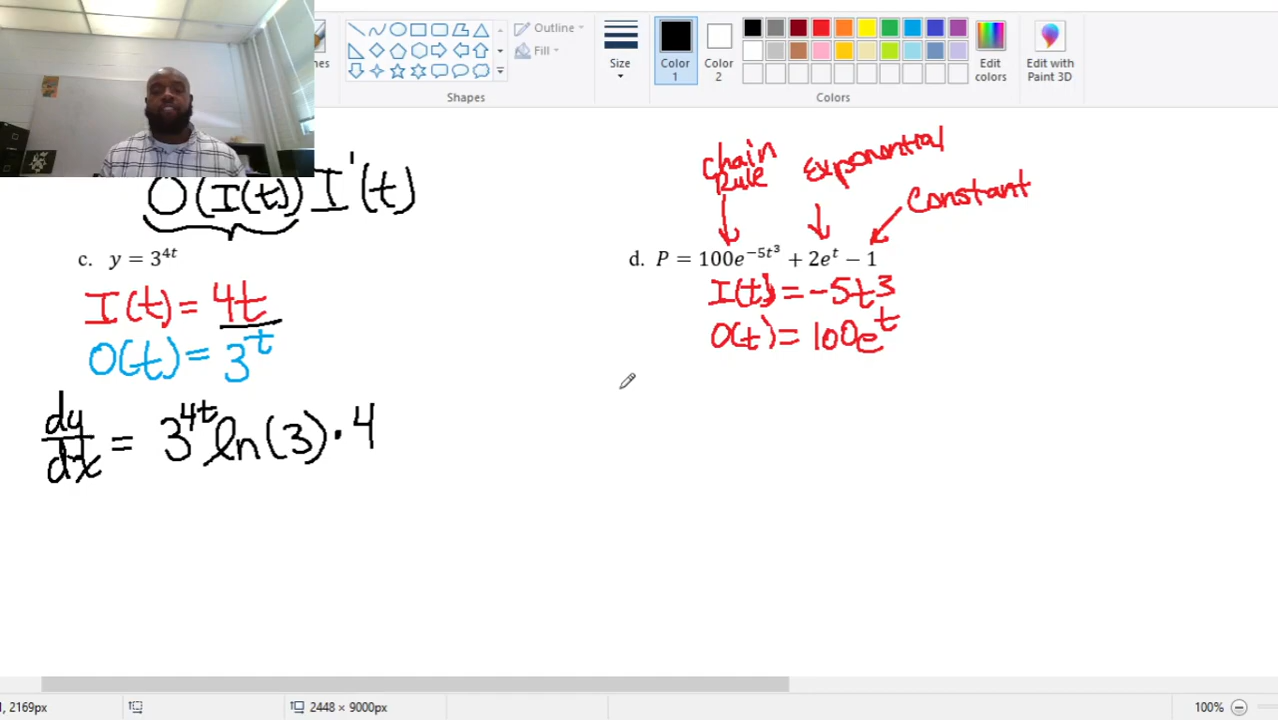 Outline
Fill
Size
Color
1
Color
2
Edit
colors
Edit with
Paint 3D
Shapes
Colors
O(I(t))I'(t)
c. y = 3^{4t}
I(t) = 4t
O(t) = 3^t
dy/dx = 3^{4t} ln(3) · 4
chain
Rule
Exponential
Constant
d. P = 100e^{-5t^3} + 2e^t − 1
I(t) = -5t^3
O(t) = 100e^t
2169px
2448 × 9000px
100%